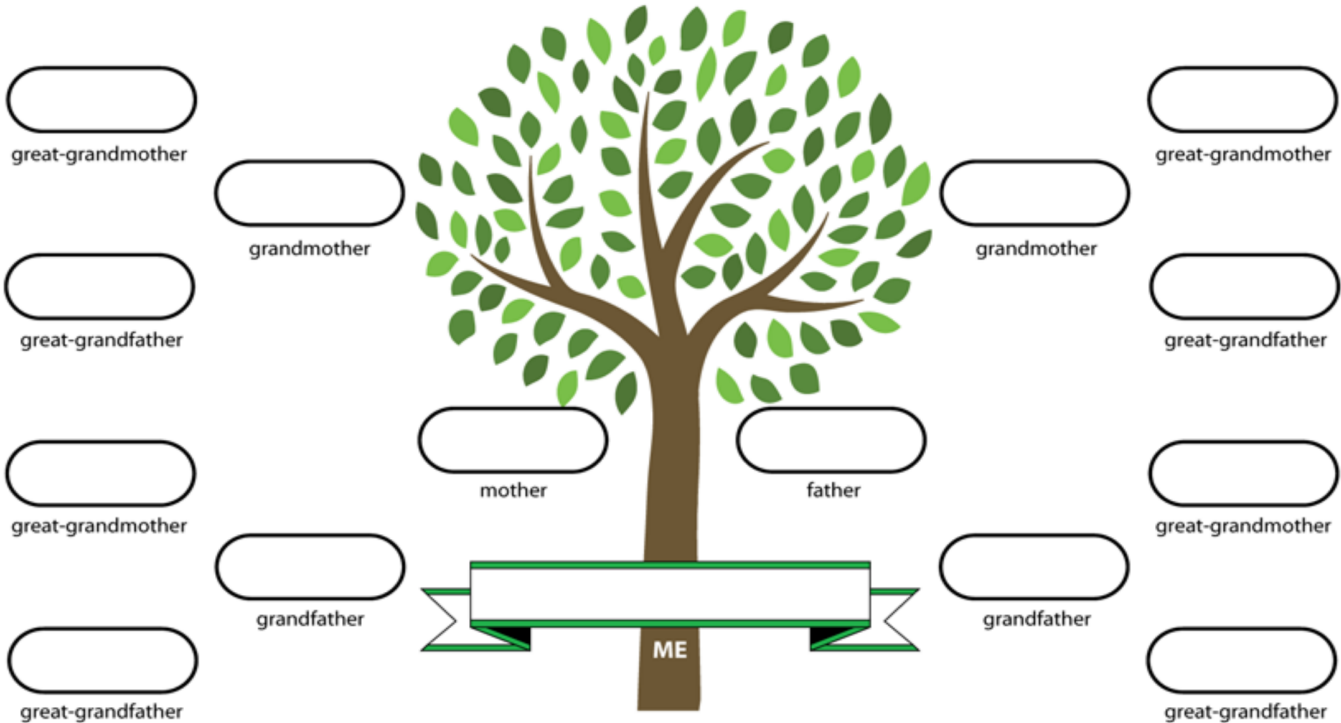 great-grandmother
great-grandmother
grandmother
grandmother
great-grandfather
great-grandfather
mother
father
great-grandmother
great-grandmother
grandfather
grandfather
ME
great-grandfather
great-grandfather